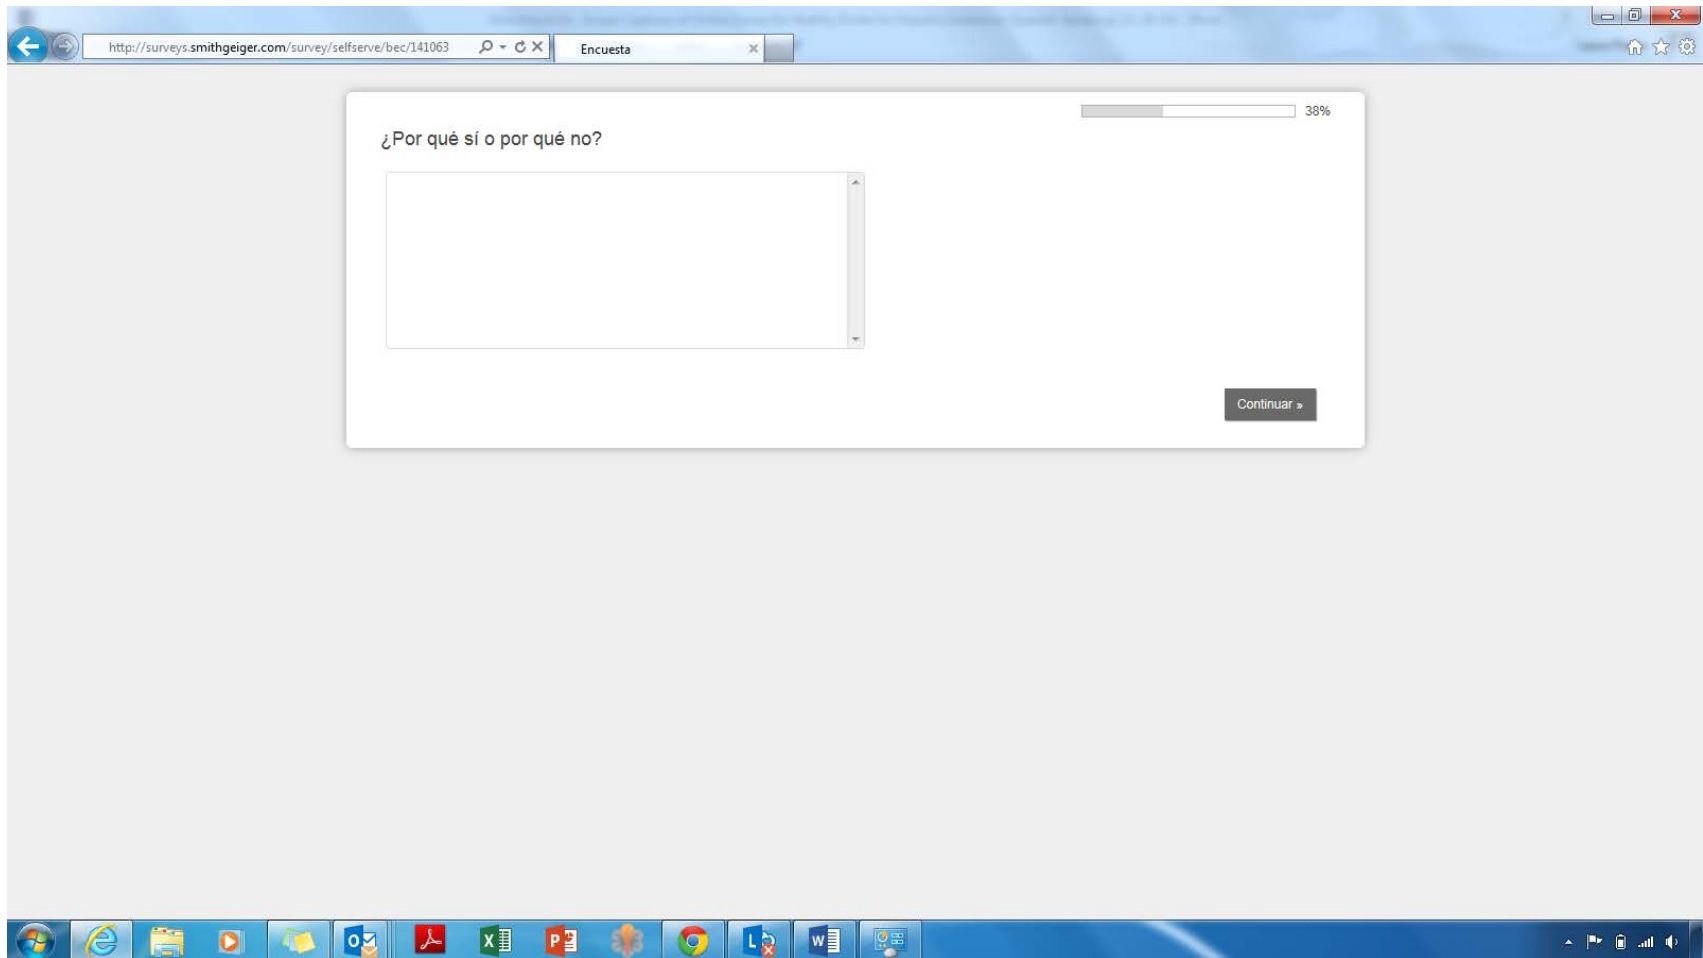 http://surveys.smithgeiger.com/survey/selfserve/bec/141063
Encuesta
38%
¿Por qué sí o por qué no?
Continuar »